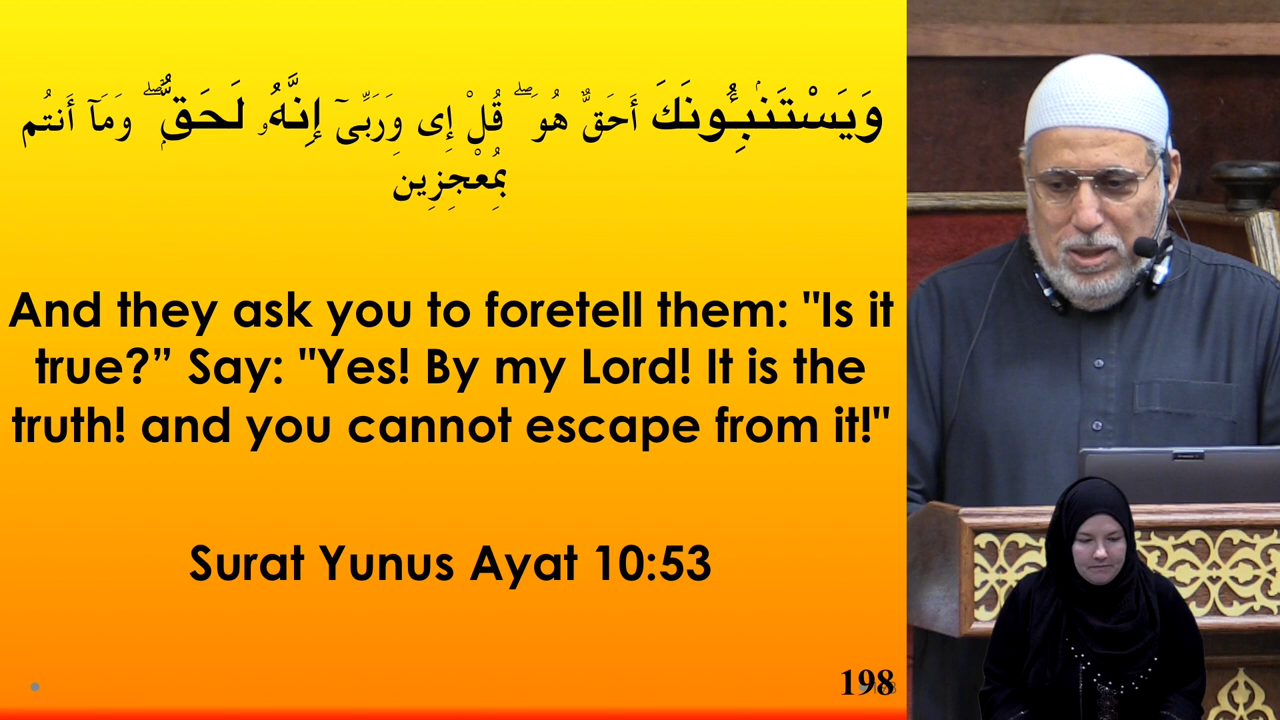 وَيَسْتَنۢبِـُٔونَكَ أَحَقٌّ هُوَ ۖ قُلْ إِى وَرَبِّىٓ إِنَّهُۥ لَحَقٌّۭ ۖ وَمَآ أَنتُم
بِمُعْجِزِين
And they ask you to foretell them: "Is it
true?” Say: "Yes! By my Lord! It is the
truth! and you cannot escape from it!"
Surat Yunus Ayat 10:53
198